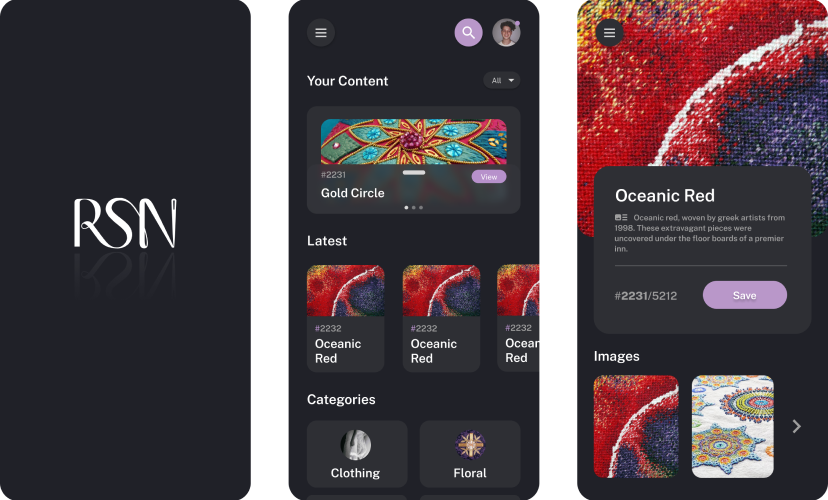 RSN
Your Content
All
#2231
View
Gold Circle
Latest
#2232
Oceanic
Red
#2232
Oceanic
Red
#2232
Ocean
Red
Categories
Clothing
Floral
Oceanic Red
Oceanic red, woven by greek artists from
1998. These extravagant pieces were
uncovered under the floor boards of a premier
inn.
#2231/5212
Save
Images